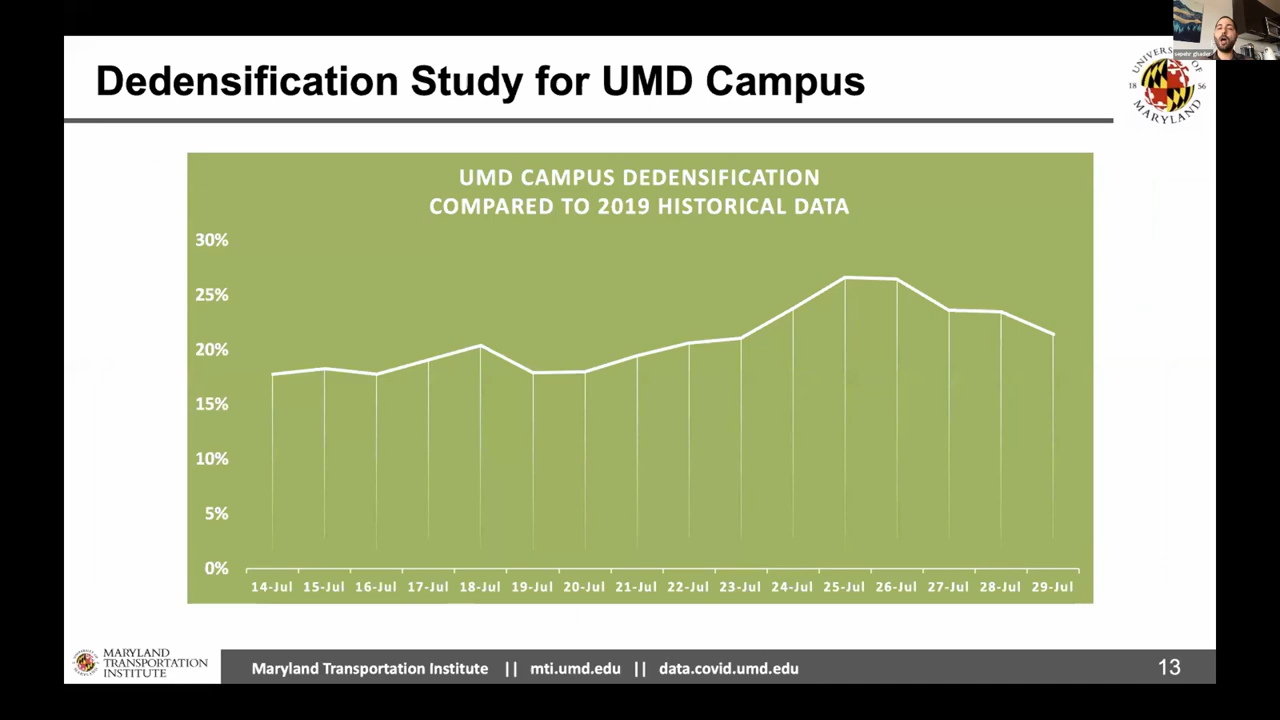 Dedensification Study for UMD Campus
UNIVERSITY OF
18 56
MARYLAND
UMD CAMPUS DEDENSIFICATION
COMPARED TO 2019 HISTORICAL DATA
30%
25%
20%
15%
10%
5%
0%
14-Jul 15-Jul 16-Jul 17-Jul 18-Jul 19-Jul 20-Jul 21-Jul 22-Jul 23-Jul 24-Jul 25-Jul 26-Jul 27-Jul 28-Jul 29-Jul
MARYLAND
TRANSPORTATION
INSTITUTE
Maryland Transportation Institute || mti.umd.edu || data.covid.umd.edu
13